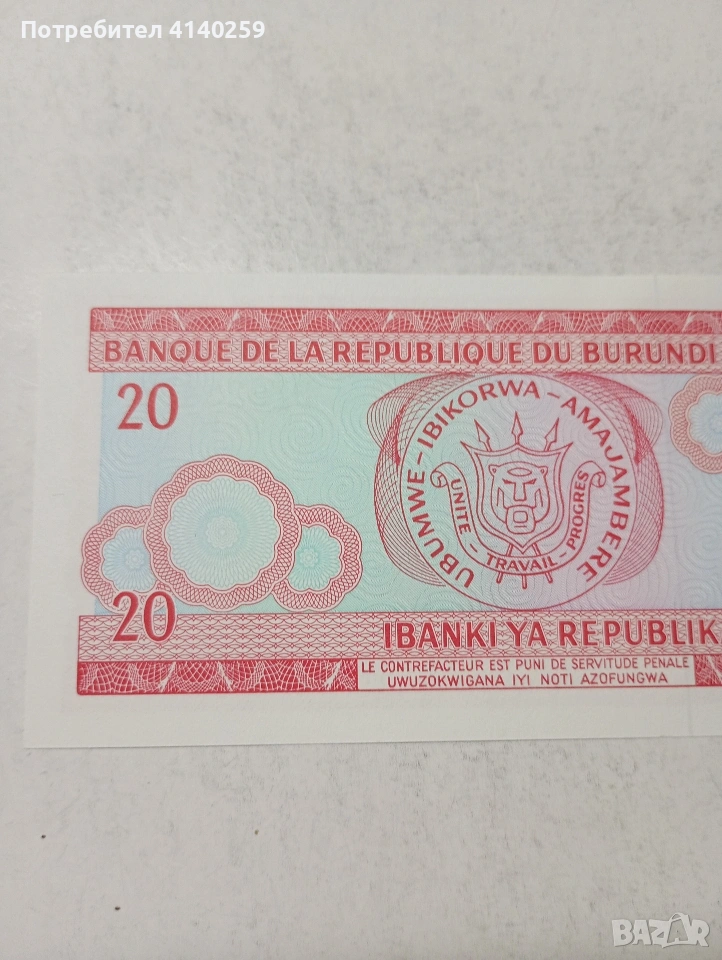 Потребител 4140259
BANQUE DE LA REPUBLIQUE DU BURUNDI
20
UBUMWE - IBIKORWA - AMAJAMBERE
UNITE - TRAVAIL - PROGRES
20
IBANKI YA REPUBLIK
LE CONTREFACTEUR EST PUNI DE SERVITUDE PENALE
UWUZOKWIGANA IYI NOTI AZOFUNGWA
BAZAR